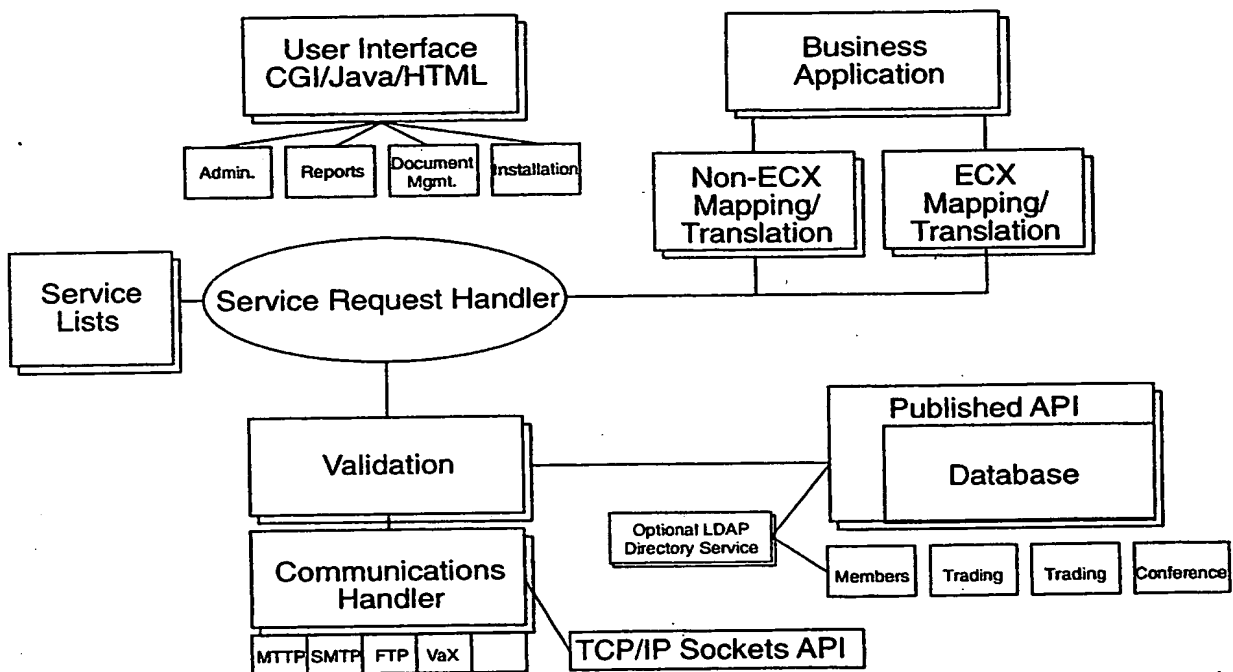 User Interface
CGI/Java/HTML
Business
Application
Admin.
Reports
Document
Mgmt.
Installation
Non-ECX
Mapping/
Translation
ECX
Mapping/
Translation
Service
Lists
Service Request Handler
Published API
Validation
Database
Optional LDAP
Directory Service
Communications
Handler
Members
Trading
Trading
Conference
TCP/IP Sockets API
MTTP
SMTP
FTP
VaX